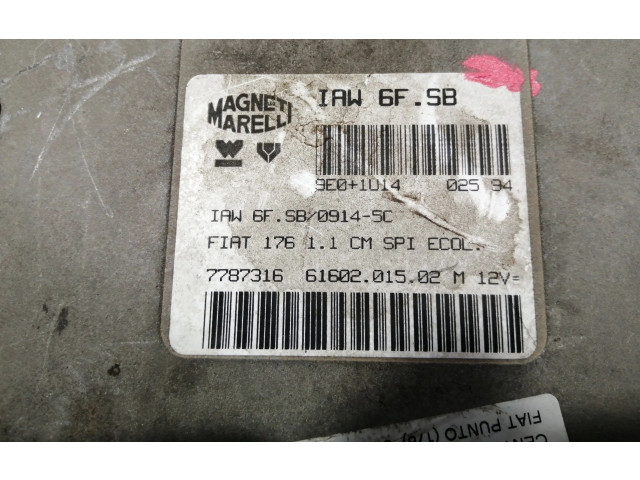 MAGNETI MARELLI
IAW 6F.SB
9E0+1U14 025 94
IAW 6F.SB/0914-5C
FIAT 176 1.1 CM SPI ECOL.
7787316 61602.015.02 M 12V=
FIAT PUNTO (176)